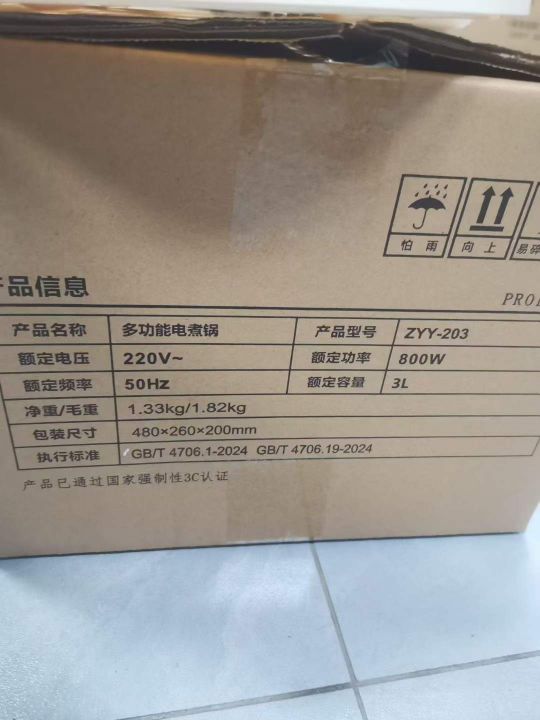 怕雨
向上
易碎
产品信息
PRO
产品名称 多功能电煮锅 产品型号 ZYY-203
额定电压 220V~ 额定功率 800W
额定频率 50Hz 额定容量 3L
净重/毛重 1.33kg/1.82kg
包装尺寸 480×260×200mm
执行标准 GB/T 4706.1-2024 GB/T 4706.19-2024
产品已通过国家强制性3C认证